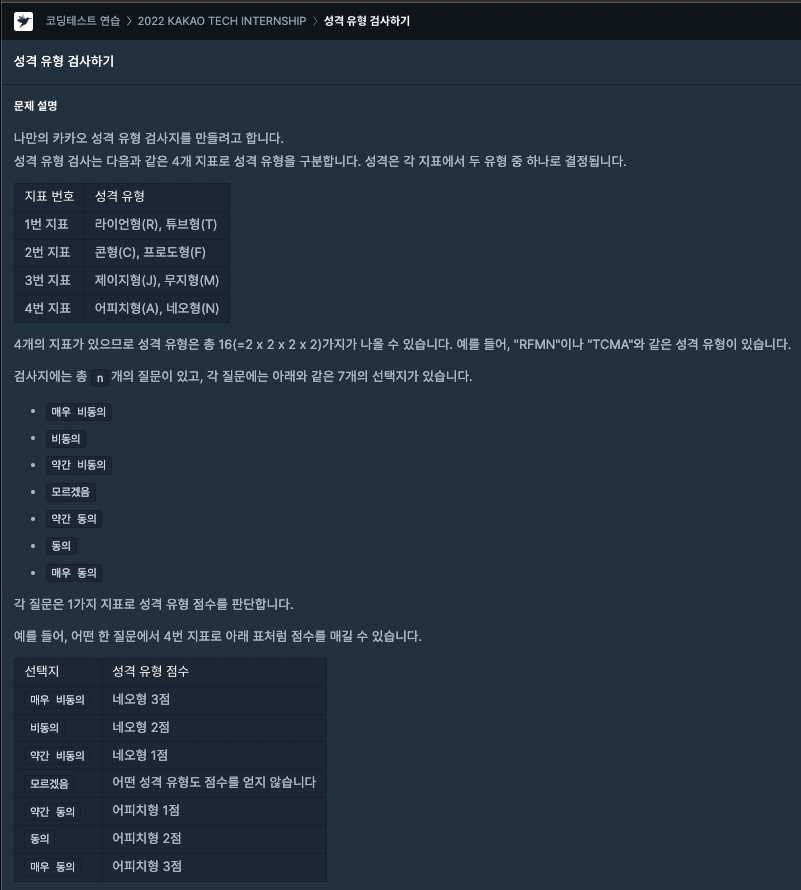 코딩테스트 연습 > 2022 KAKAO TECH INTERNSHIP > 성격 유형 검사하기
성격 유형 검사하기
문제 설명
나만의 카카오 성격 유형 검사지를 만들려고 합니다.
성격 유형 검사는 다음과 같은 4개 지표로 성격 유형을 구분합니다. 성격은 각 지표에서 두 유형 중 하나로 결정됩니다.
지표 번호 성격 유형
1번 지표 라이언형(R), 튜브형(T)
2번 지표 콘형(C), 프로도형(F)
3번 지표 제이지형(J), 무지형(M)
4번 지표 어피치형(A), 네오형(N)
4개의 지표가 있으므로 성격 유형은 총 16(=2 x 2 x 2 x 2)가지가 나올 수 있습니다. 예를 들어, "RFMN"이나 "TCMA"와 같은 성격 유형이 있습니다.
검사지에는 총 n개의 질문이 있고, 각 질문에는 아래와 같은 7개의 선택지가 있습니다.
• 매우 비동의
• 비동의
• 약간 비동의
• 모르겠음
• 약간 동의
• 동의
• 매우 동의
각 질문은 1가지 지표로 성격 유형 점수를 판단합니다.
예를 들어, 어떤 한 질문에서 4번 지표로 아래 표처럼 점수를 매길 수 있습니다.
선택지 성격 유형 점수
매우 비동의 네오형 3점
비동의 네오형 2점
약간 비동의 네오형 1점
모르겠음 어떤 성격 유형도 점수를 얻지 않습니다
약간 동의 어피치형 1점
동의 어피치형 2점
매우 동의 어피치형 3점